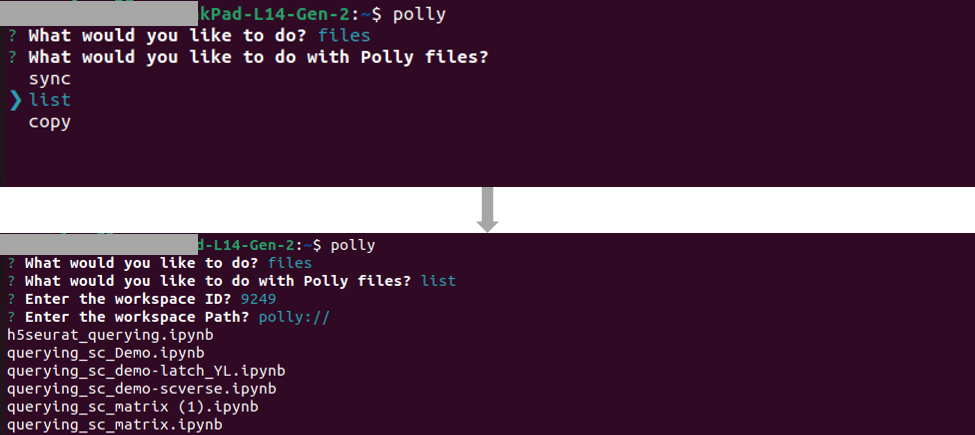 kPad-L14-Gen-2:~$ polly
? What would you like to do? files
? What would you like to do with Polly files?
sync
❯ list
copy
d-L14-Gen-2:~$ polly
? What would you like to do? files
? What would you like to do with Polly files? list
? Enter the workspace ID? 9249
? Enter the workspace Path? polly://
h5seurat_querying.ipynb
querying_sc_Demo.ipynb
querying_sc_demo-latch_YL.ipynb
querying_sc_demo-scverse.ipynb
querying_sc_matrix (1).ipynb
querying_sc_matrix.ipynb